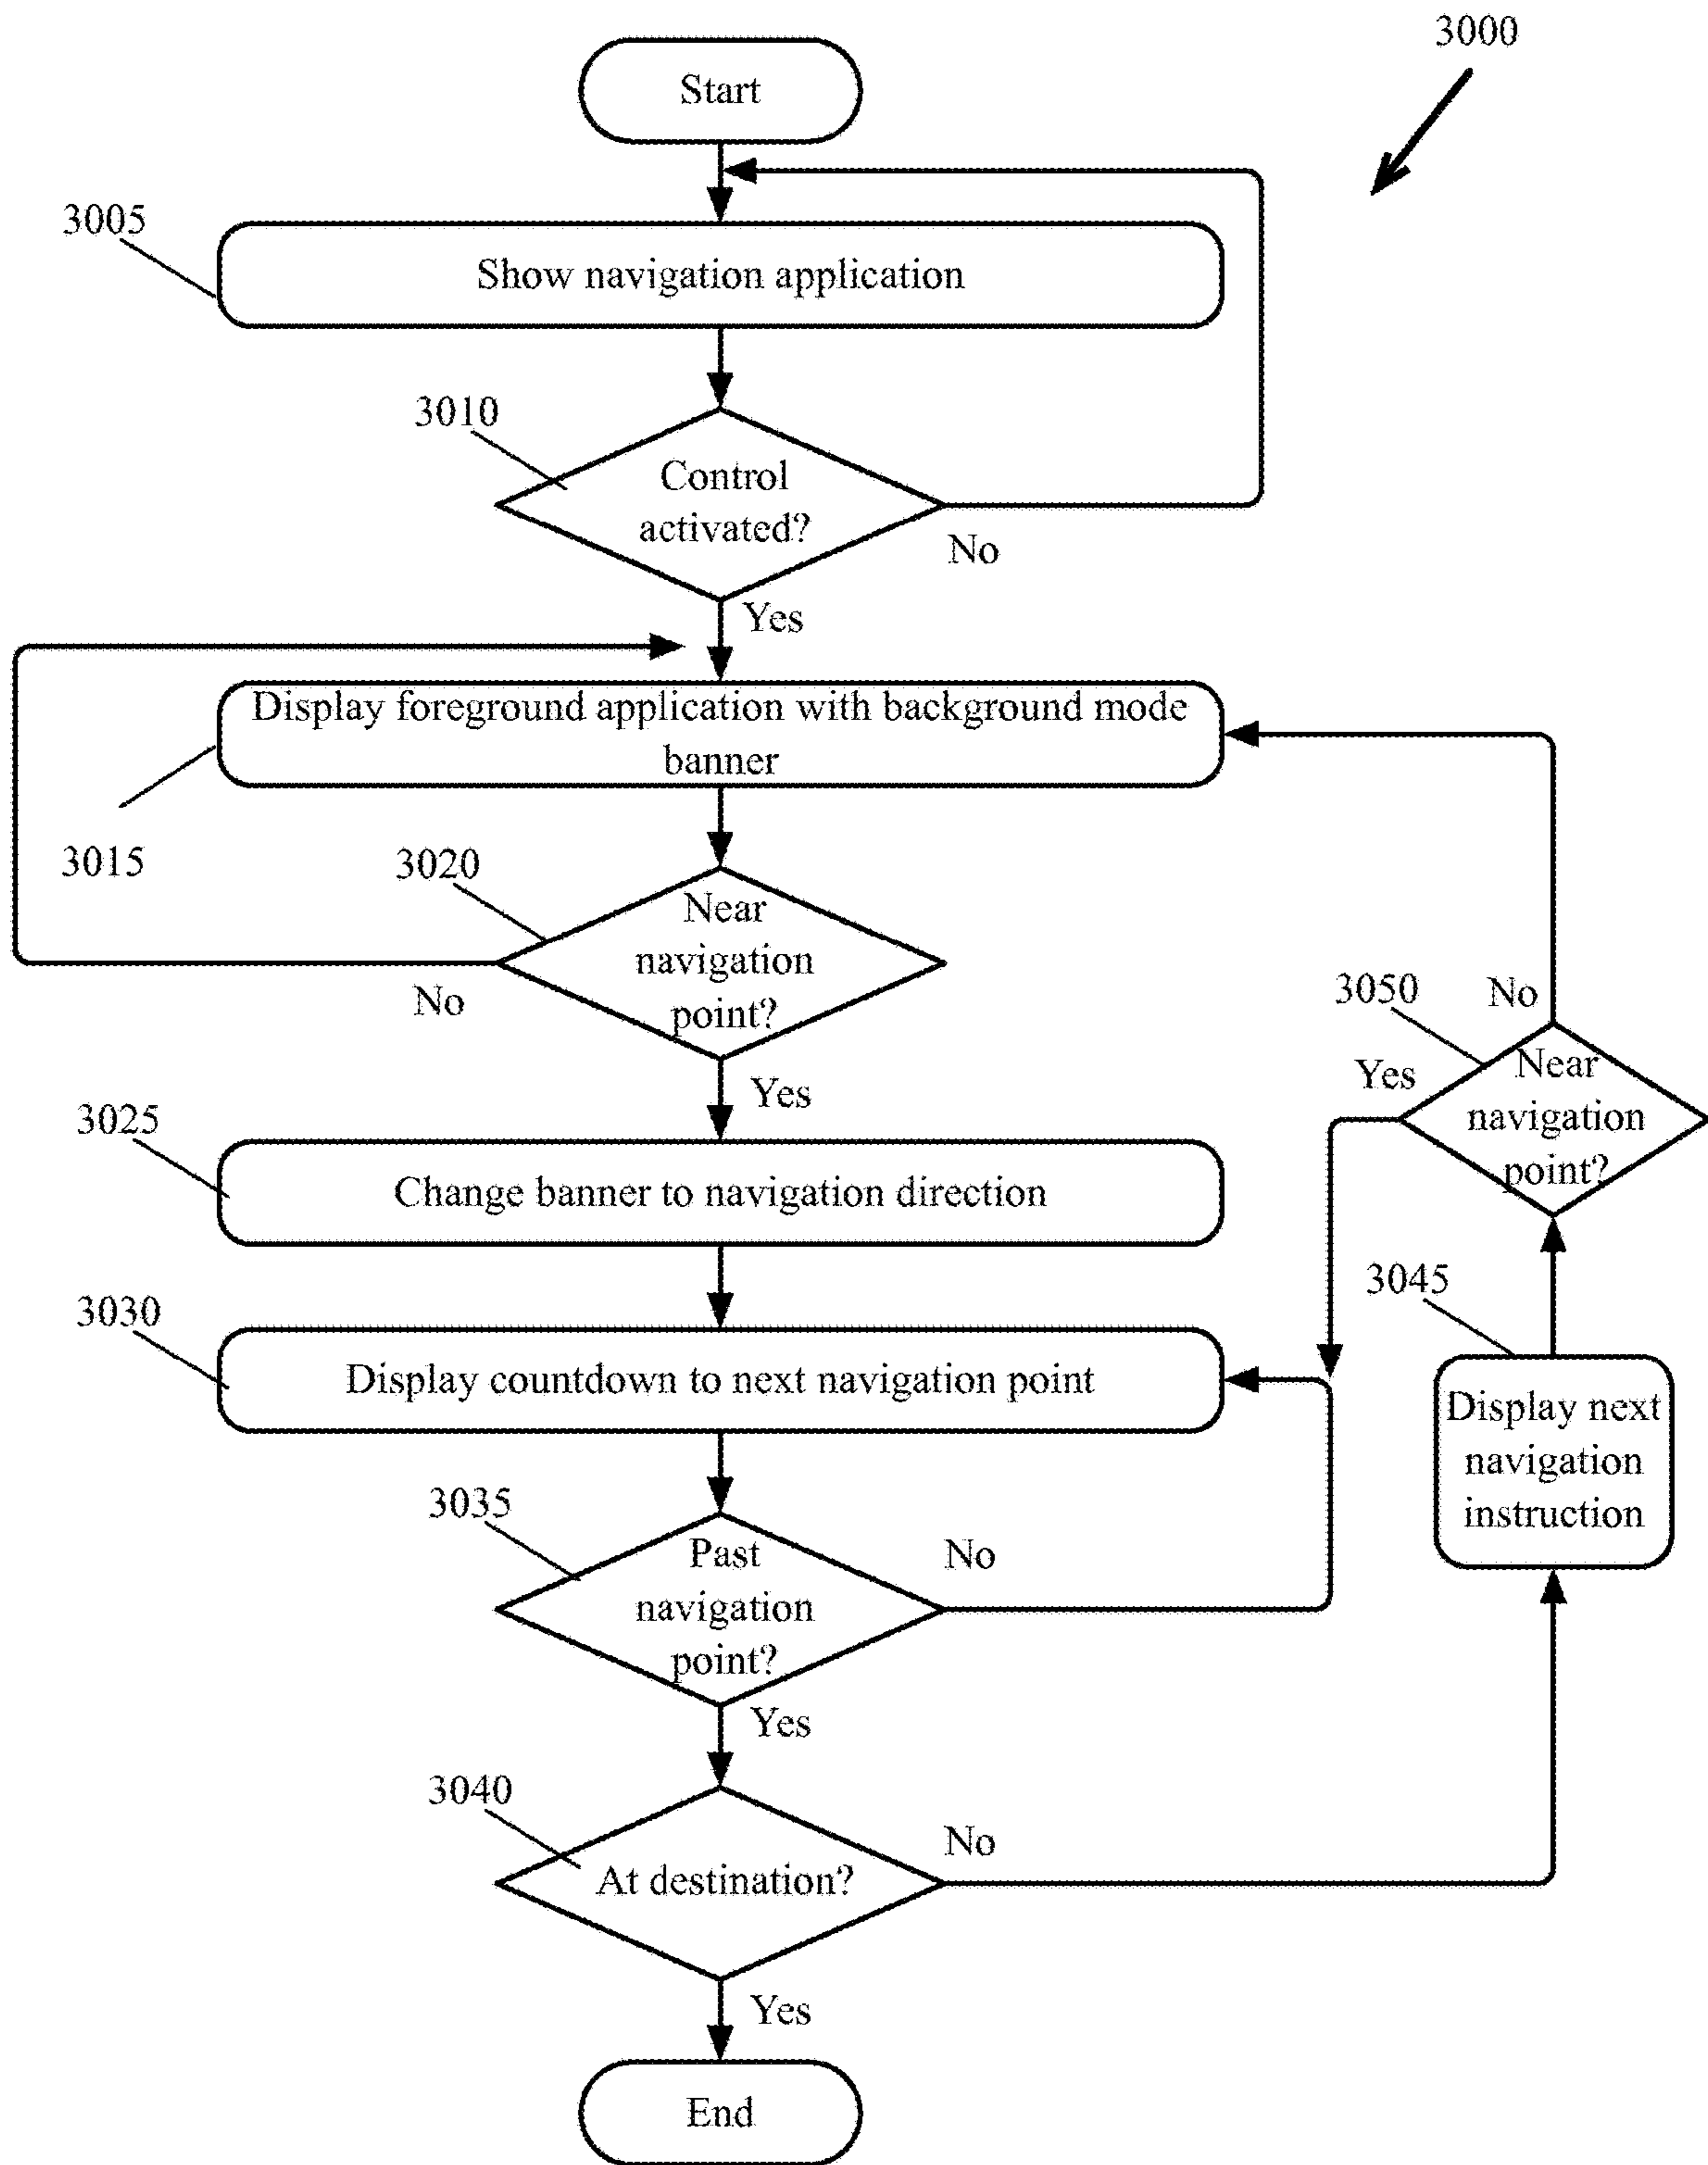 3000
Start
3005
Show navigation application
3010
Control
activated?
No
Yes
Display foreground application with background mode
banner
3015
3020
Near
navigation
point?
No
Yes
3025
Change banner to navigation direction
3030
Display countdown to next navigation point
3035
Past
navigation
point?
No
Yes
3040
At destination?
No
Yes
End
3045
Display next
navigation
instruction
3050
Near
navigation
point?
No
Yes